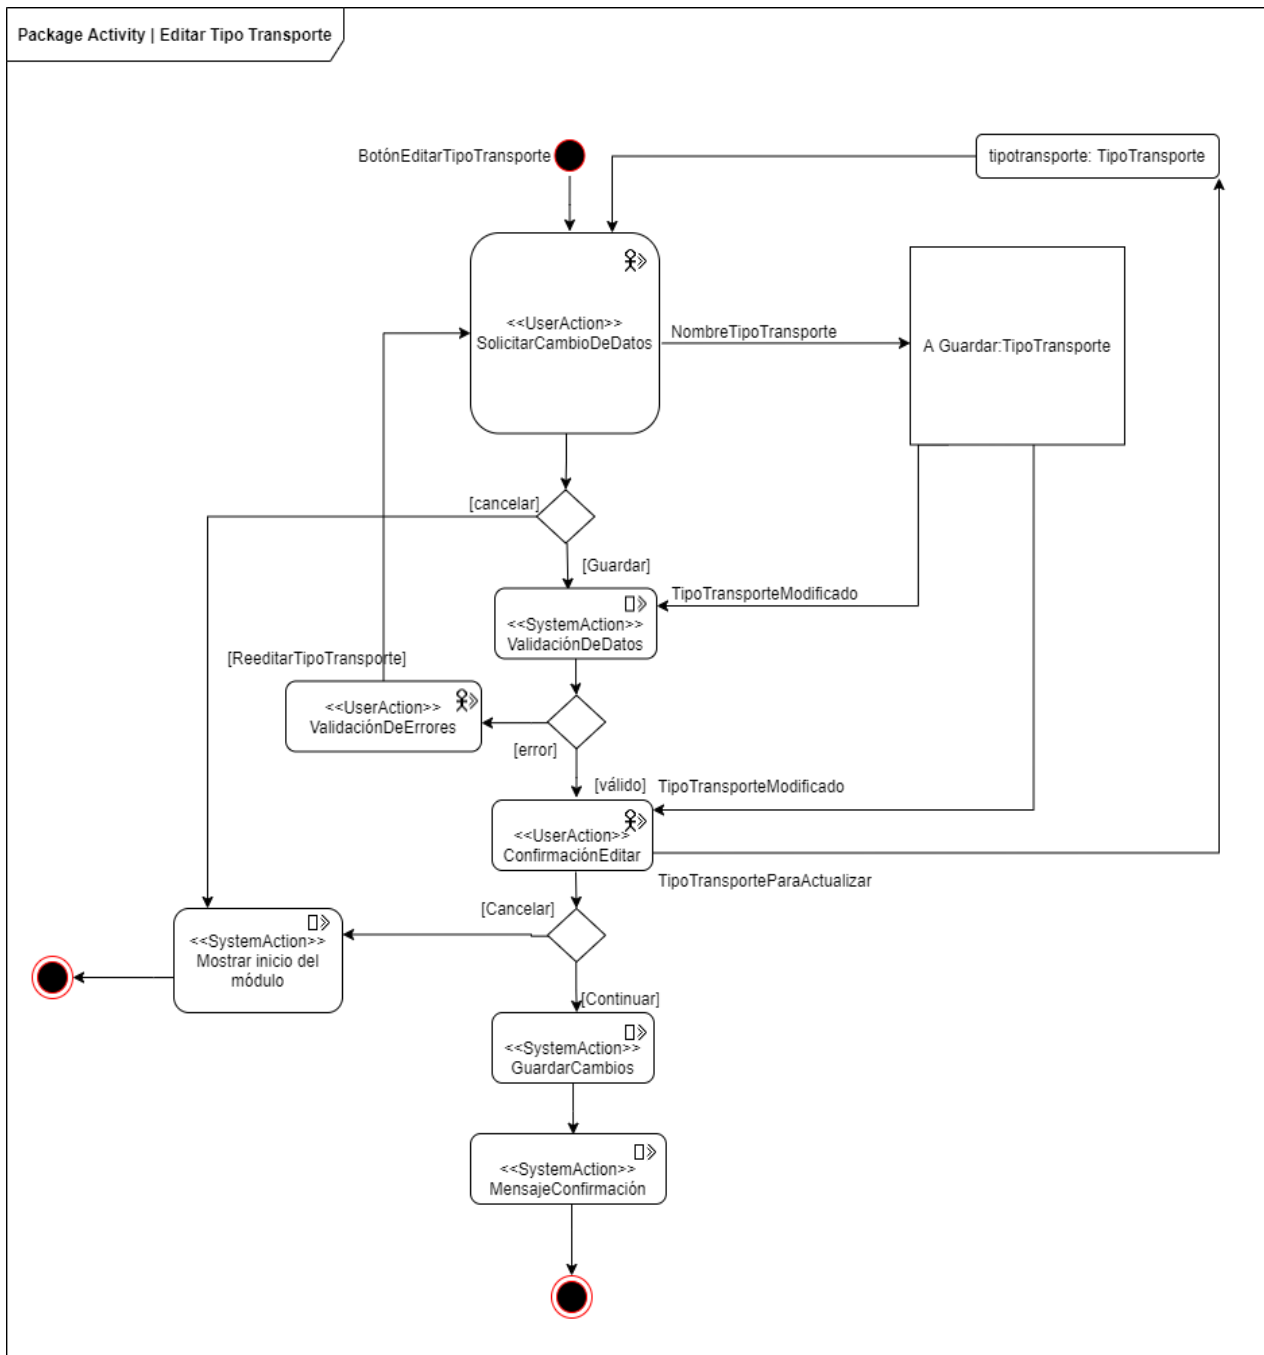 Package Activity | Editar Tipo Transporte
BotónEditarTipoTransporte
tipotransporte: TipoTransporte
<<UserAction>>
SolicitarCambioDeDatos
NombreTipoTransporte
A Guardar:TipoTransporte
[cancelar]
[Guardar]
TipoTransporteModificado
<<SystemAction>>
ValidaciónDeDatos
[ReeditarTipoTransporte]
<<UserAction>>
ValidaciónDeErrores
[error]
[válido]
TipoTransporteModificado
<<UserAction>>
ConfirmaciónEditar
TipoTransporteParaActualizar
[Cancelar]
<<SystemAction>>
Mostrar inicio del
módulo
[Continuar]
<<SystemAction>>
GuardarCambios
<<SystemAction>>
MensajeConfirmación